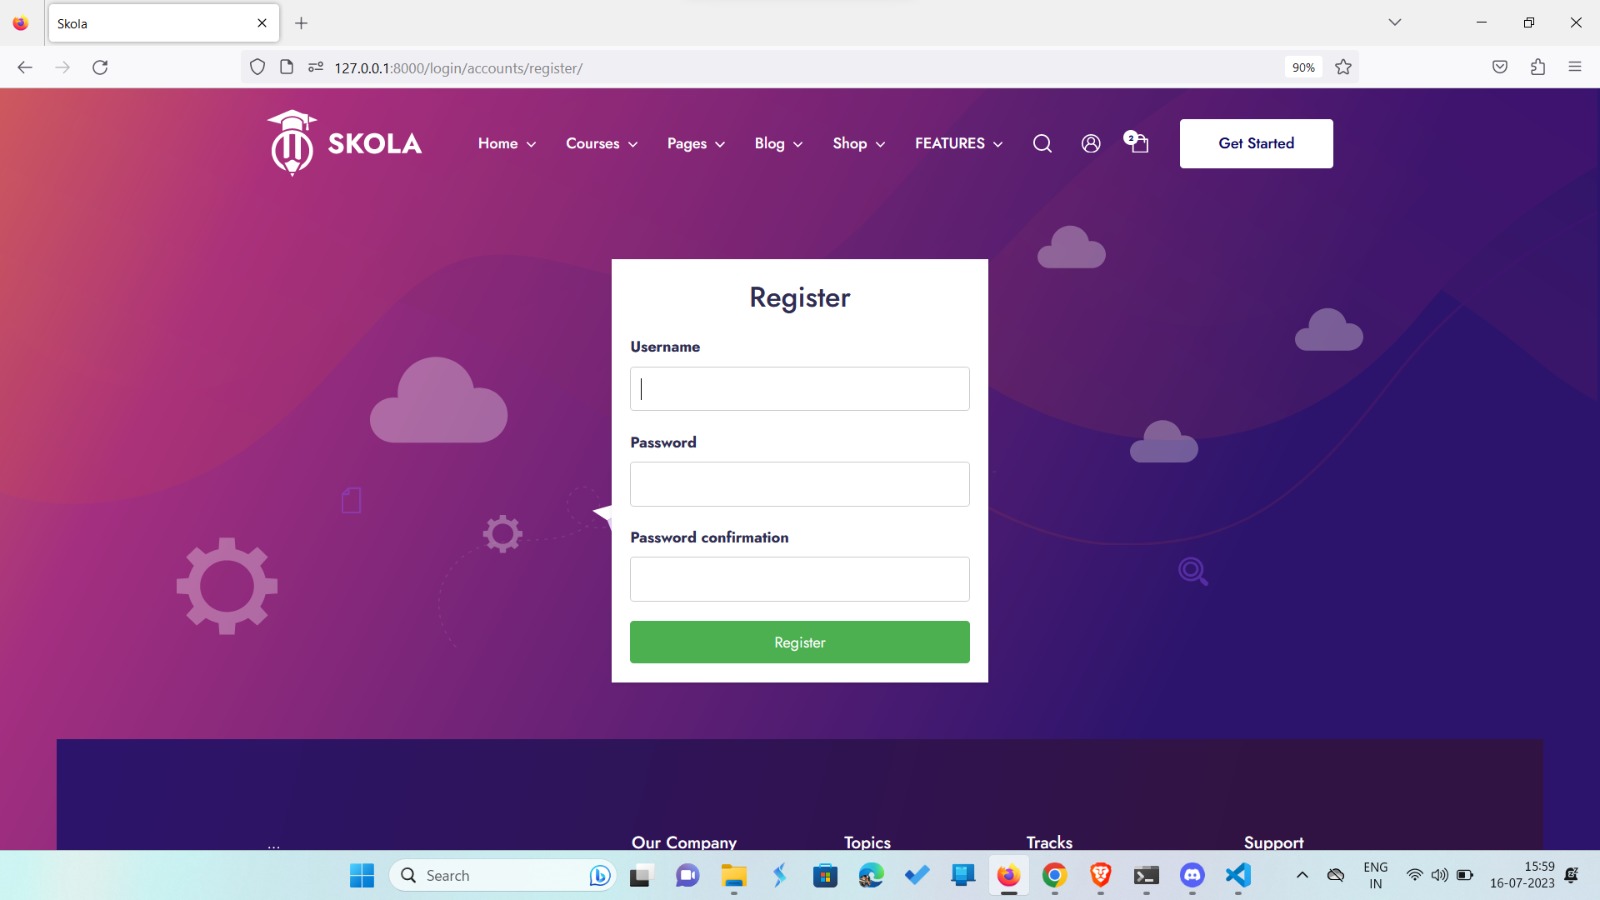 Skola
127.0.0.1:8000/login/accounts/register/
90%
SKOLA
Home
Courses
Pages
Blog
Shop
FEATURES
2
Get Started
Register
Username
Password
Password confirmation
Register
...
Our Company
Topics
Tracks
Support
Search
ENG
IN
15:59
16-07-2023